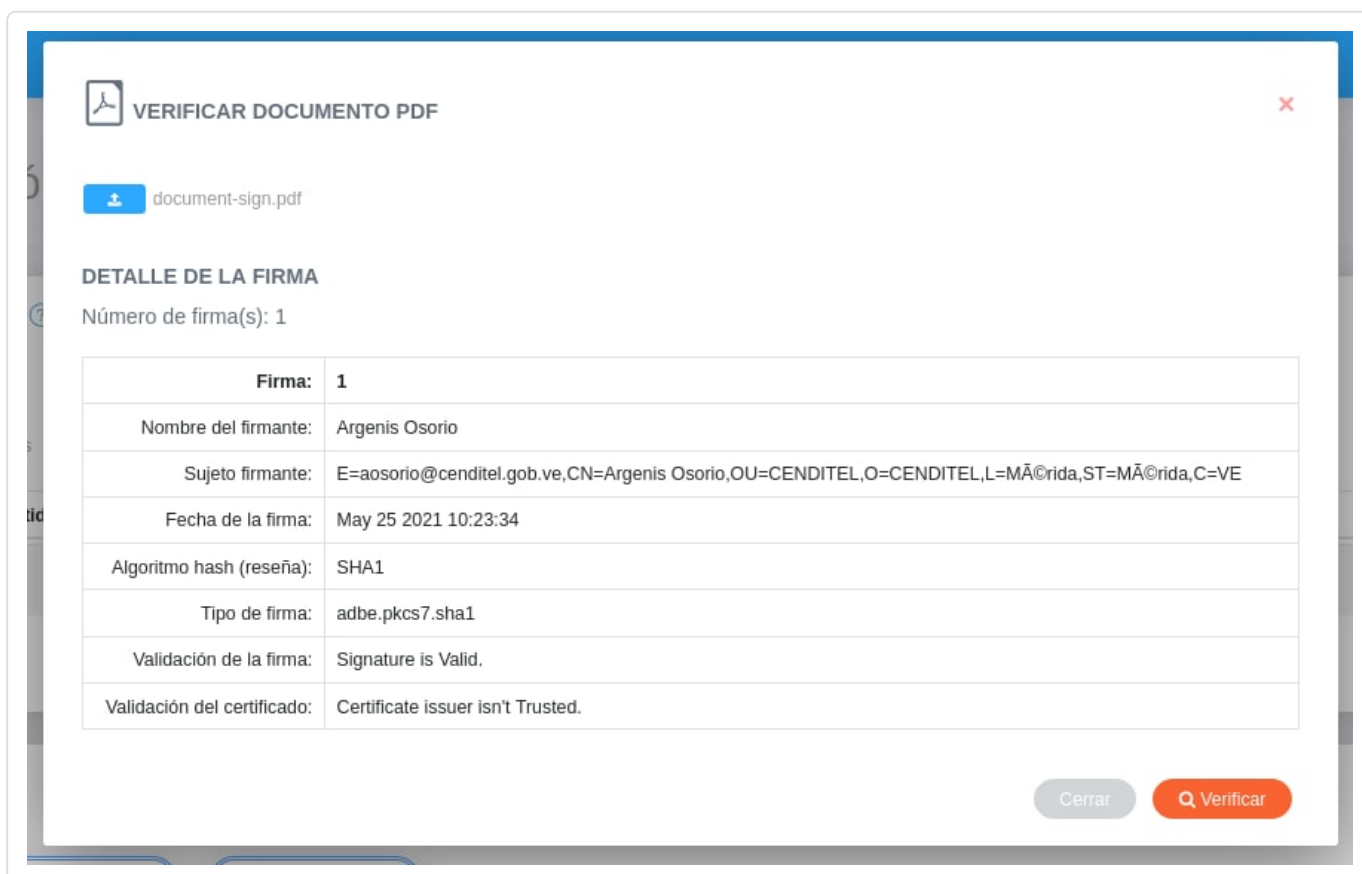 VERIFICAR DOCUMENTO PDF
document-sign.pdf
DETALLE DE LA FIRMA
Número de firma(s): 1
Firma: 1
Nombre del firmante: Argenis Osorio
Sujeto firmante: E=aosorio@cenditel.gob.ve,CN=Argenis Osorio,OU=CENDITEL,O=CENDITEL,L=MÃ©rida,ST=MÃ©rida,C=VE
Fecha de la firma: May 25 2021 10:23:34
Algoritmo hash (reseña): SHA1
Tipo de firma: adbe.pkcs7.sha1
Validación de la firma: Signature is Valid.
Validación del certificado: Certificate issuer isn't Trusted.
Cerrar Verificar